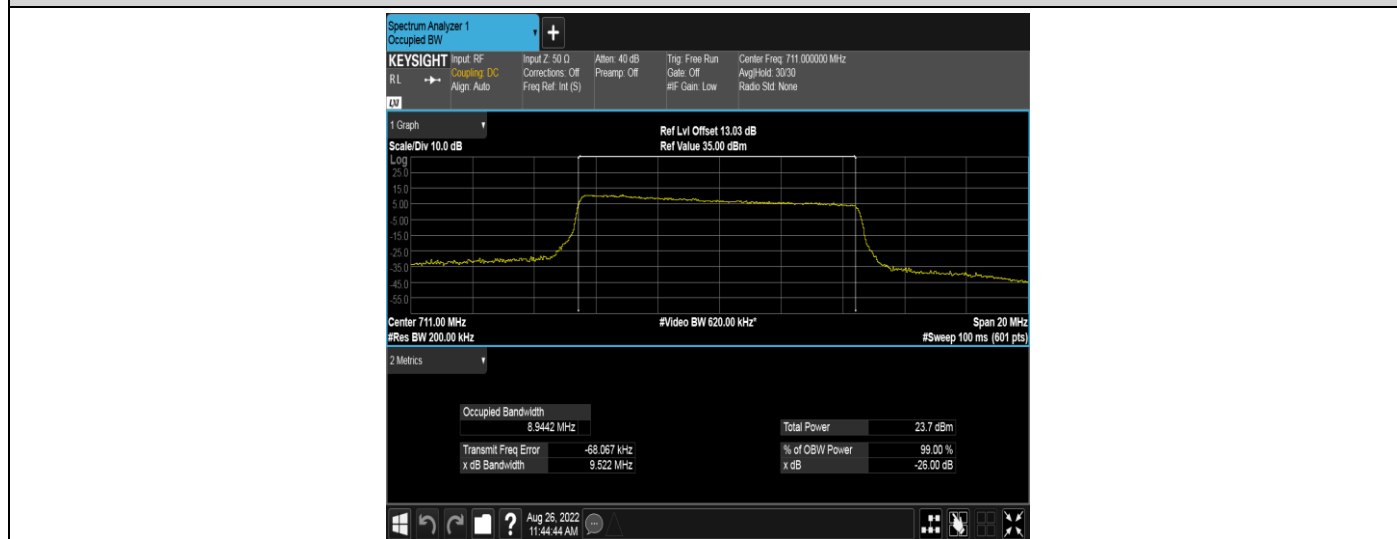 Spectrum Analyzer 1
Occupied BW
+
KEYSIGHT Input: RF Input Z: 50 Ω Atten: 40 dB Trig: Free Run Center Freq: 711.000000 MHz
RL Coupling: DC Corrections: Off Preamp: Off Gate: Off Avg|Hold: 30/30
Align: Auto Freq Ref: Int (S) #IF Gain: Low Radio Std: None
LXI
1 Graph Ref Lvl Offset 13.03 dB
Scale/Div 10.0 dB Ref Value 35.00 dBm
Log
25.0
15.0
5.00
-5.00
-15.0
-25.0
-35.0
-45.0
-55.0
Center 711.00 MHz #Video BW 620.00 kHz* Span 20 MHz
#Res BW 200.00 kHz #Sweep 100 ms (601 pts)
2 Metrics
Occupied Bandwidth
8.9442 MHz Total Power 23.7 dBm
Transmit Freq Error -68.067 kHz % of OBW Power 99.00 %
x dB Bandwidth 9.522 MHz x dB -26.00 dB
? Aug 26, 2022
11:44:44 AM